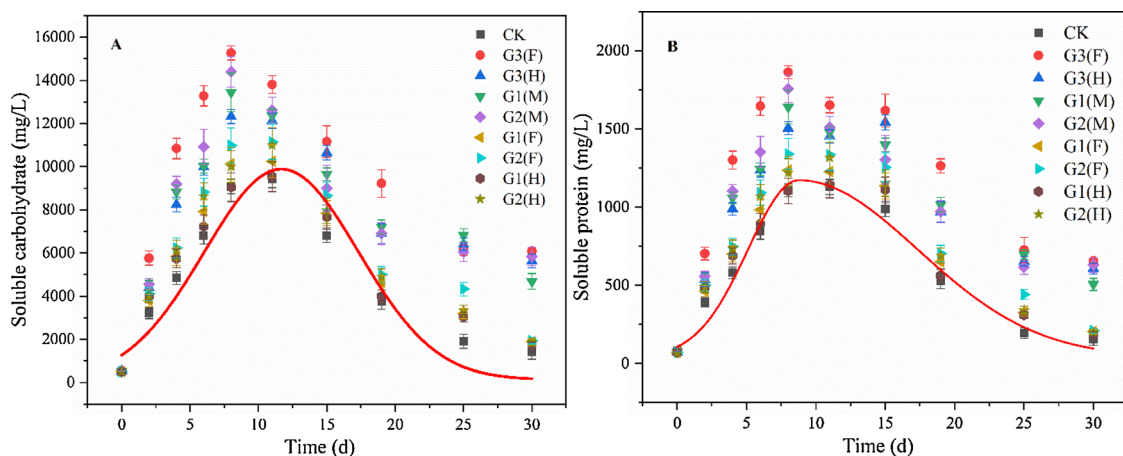 A
Soluble carbohydrate (mg/L)
16000
14000
12000
10000
8000
6000
4000
2000
0
0 5 10 15 20 25 30
Time (d)
CK
G3(F)
G3(H)
G1(M)
G2(M)
G1(F)
G2(F)
G1(H)
G2(H)
B
Soluble protein (mg/L)
2000
1500
1000
500
0
0 5 10 15 20 25 30
Time (d)
CK
G3(F)
G3(H)
G1(M)
G2(M)
G1(F)
G2(F)
G1(H)
G2(H)